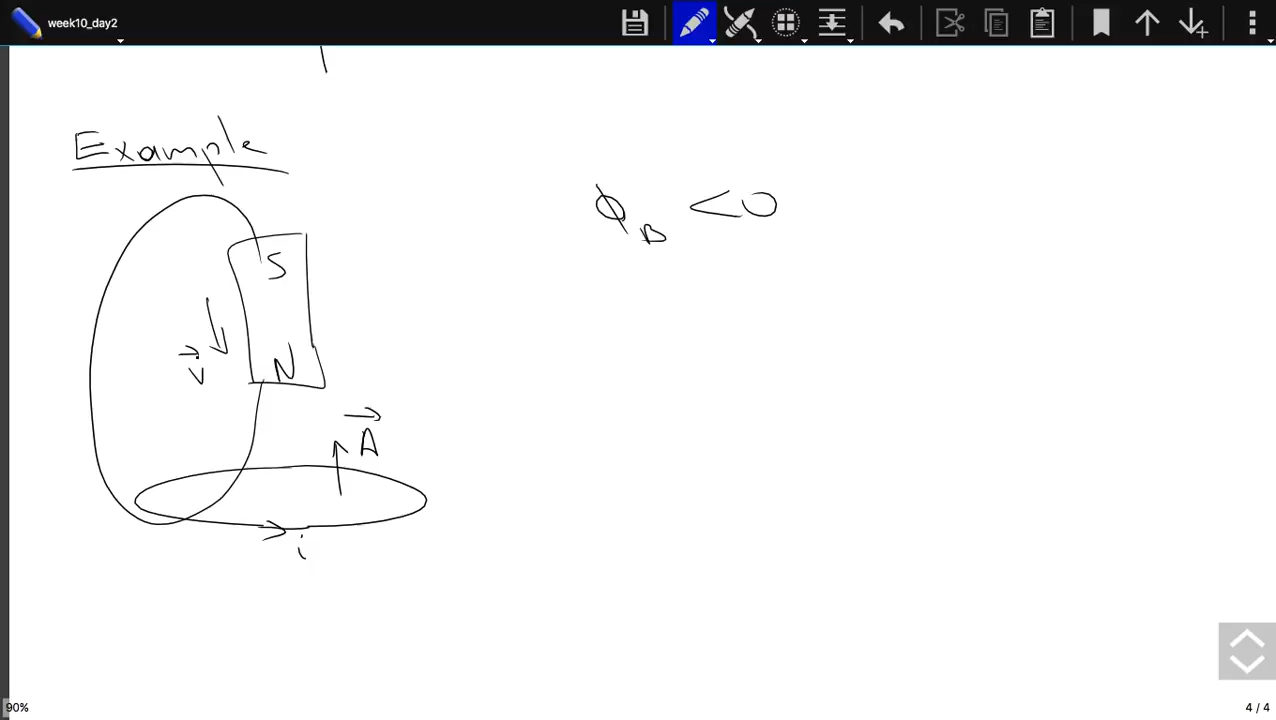 week10_day2
Example
ϕ_B < 0
S
N
v⃗
A⃗
i
90%
4 / 4